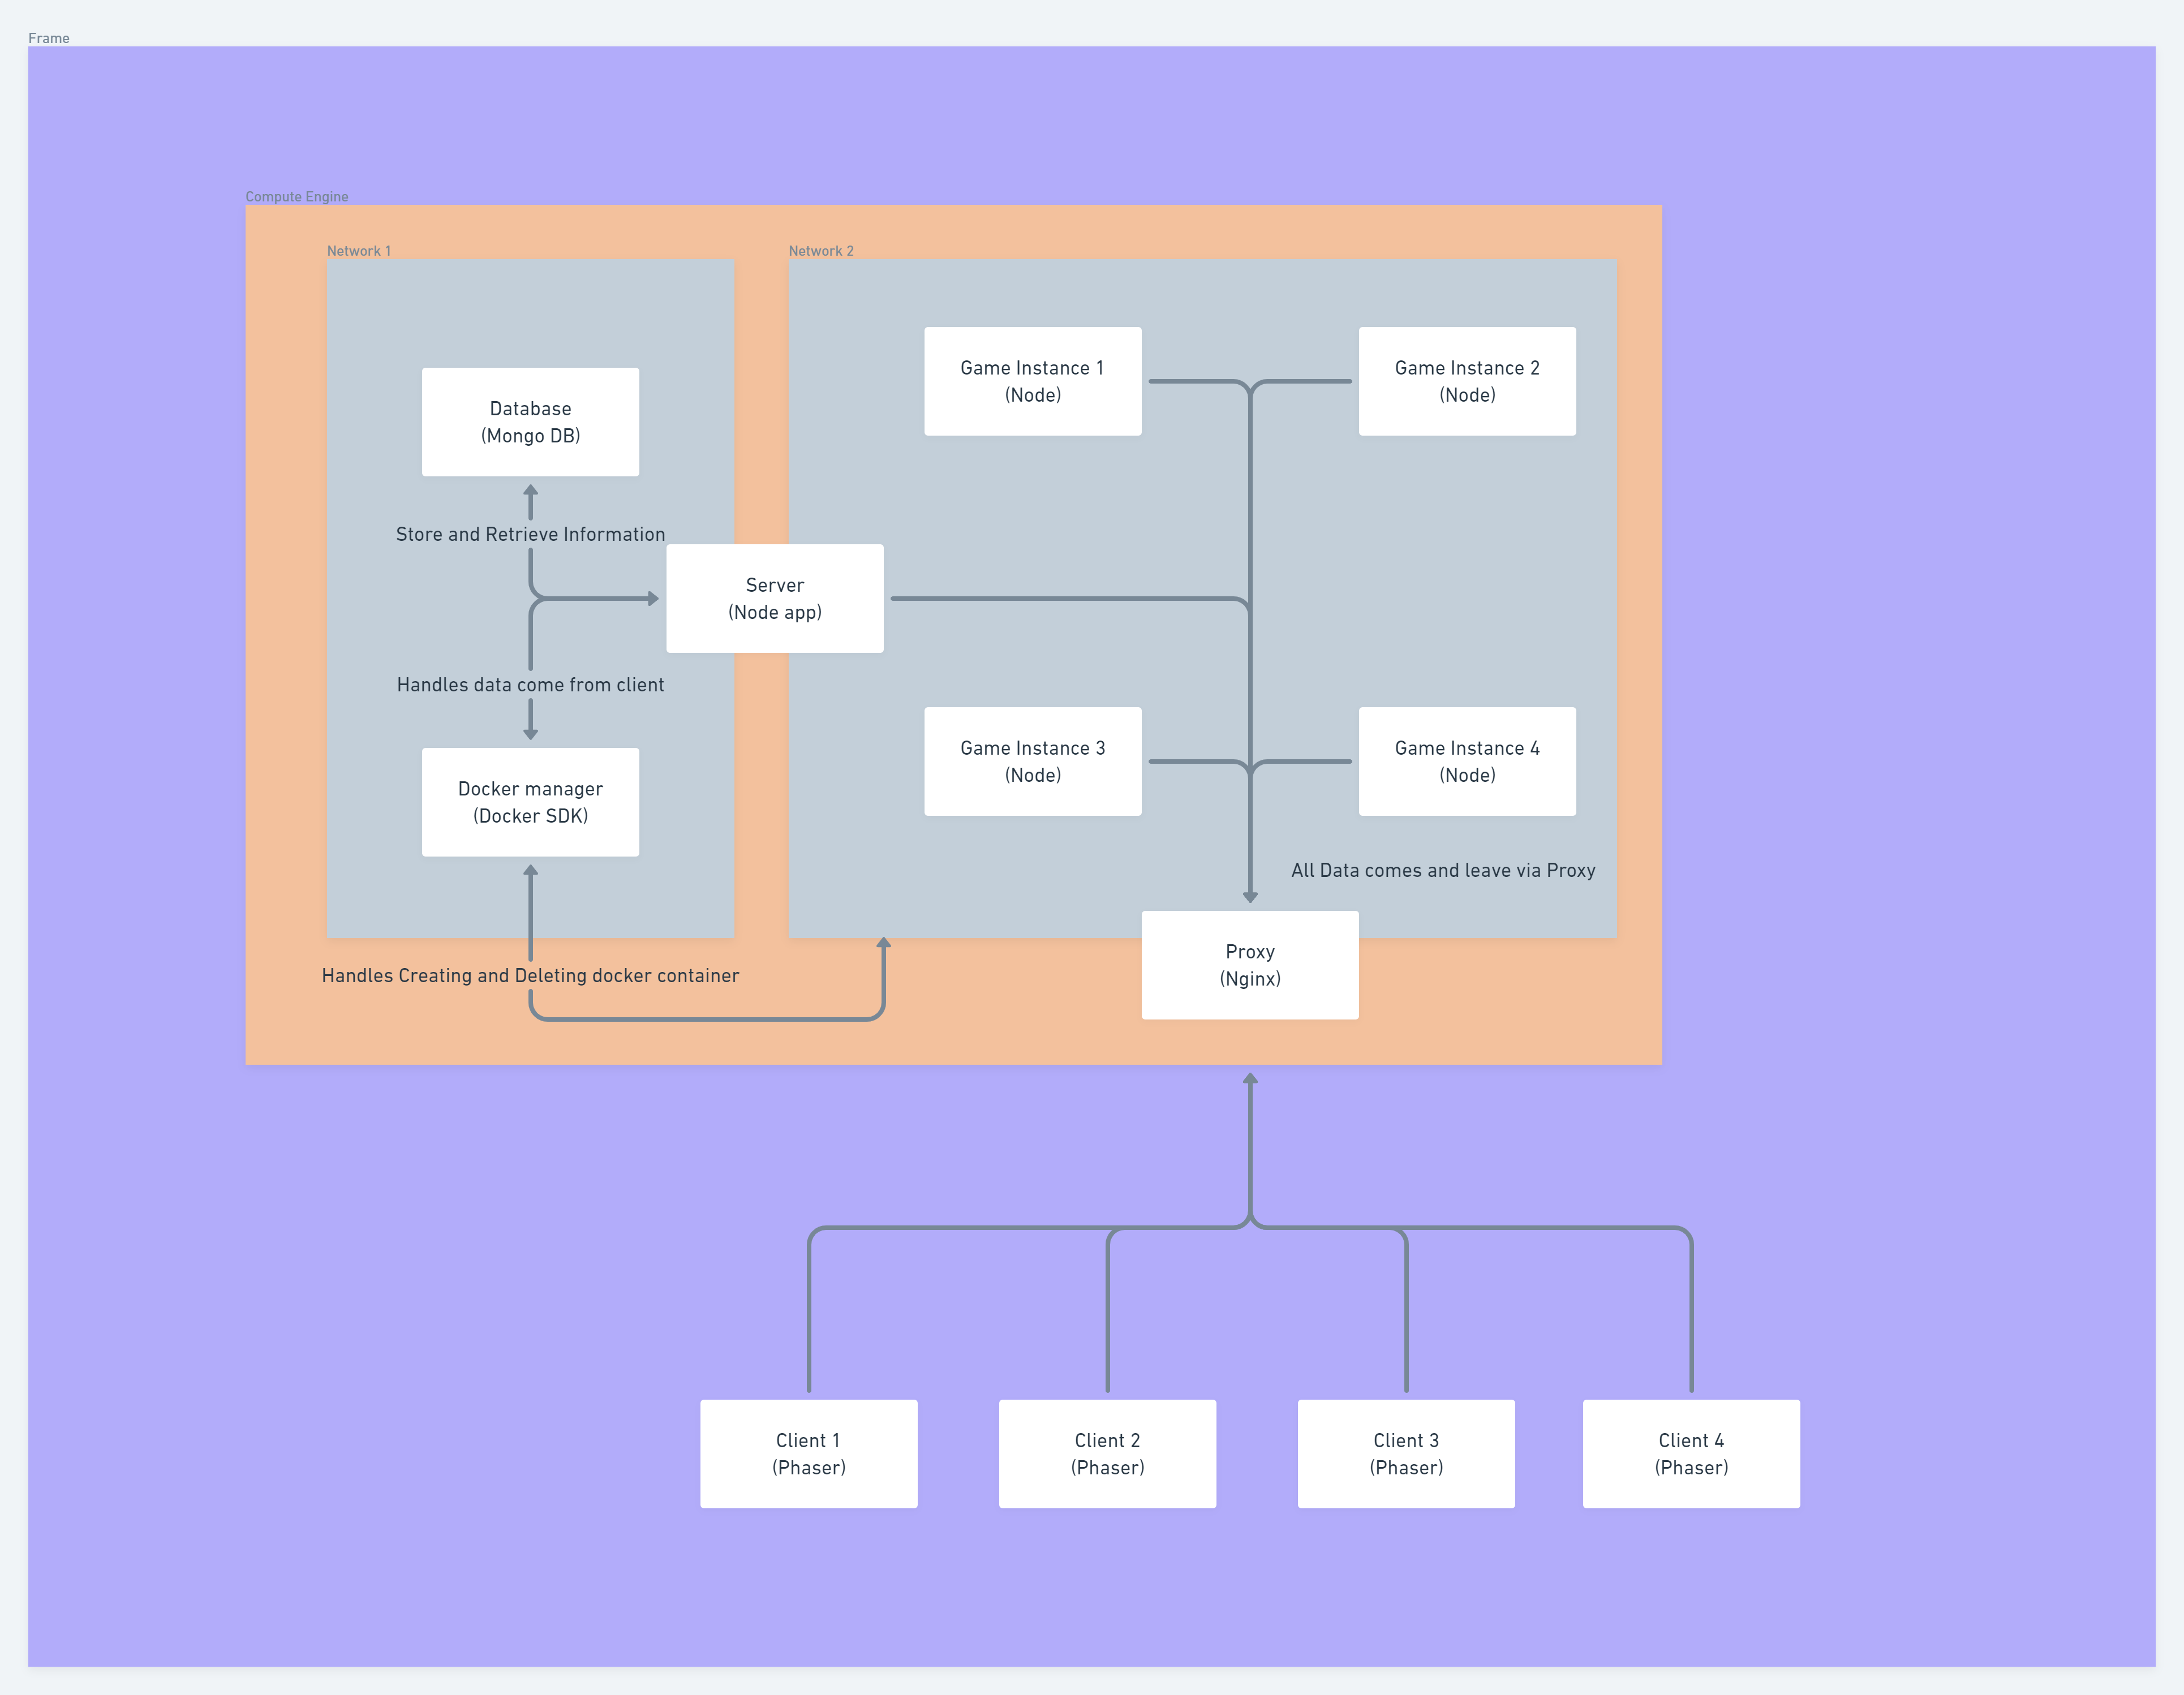 Frame
Compute Engine
Network 1
Network 2
Game Instance 1
(Node)
Game Instance 2
(Node)
Database
(Mongo DB)
Store and Retrieve Information
Server
(Node app)
Handles data come from client
Game Instance 3
(Node)
Game Instance 4
(Node)
Docker manager
(Docker SDK)
All Data comes and leave via Proxy
Proxy
(Nginx)
Handles Creating and Deleting docker container
Client 1
(Phaser)
Client 2
(Phaser)
Client 3
(Phaser)
Client 4
(Phaser)